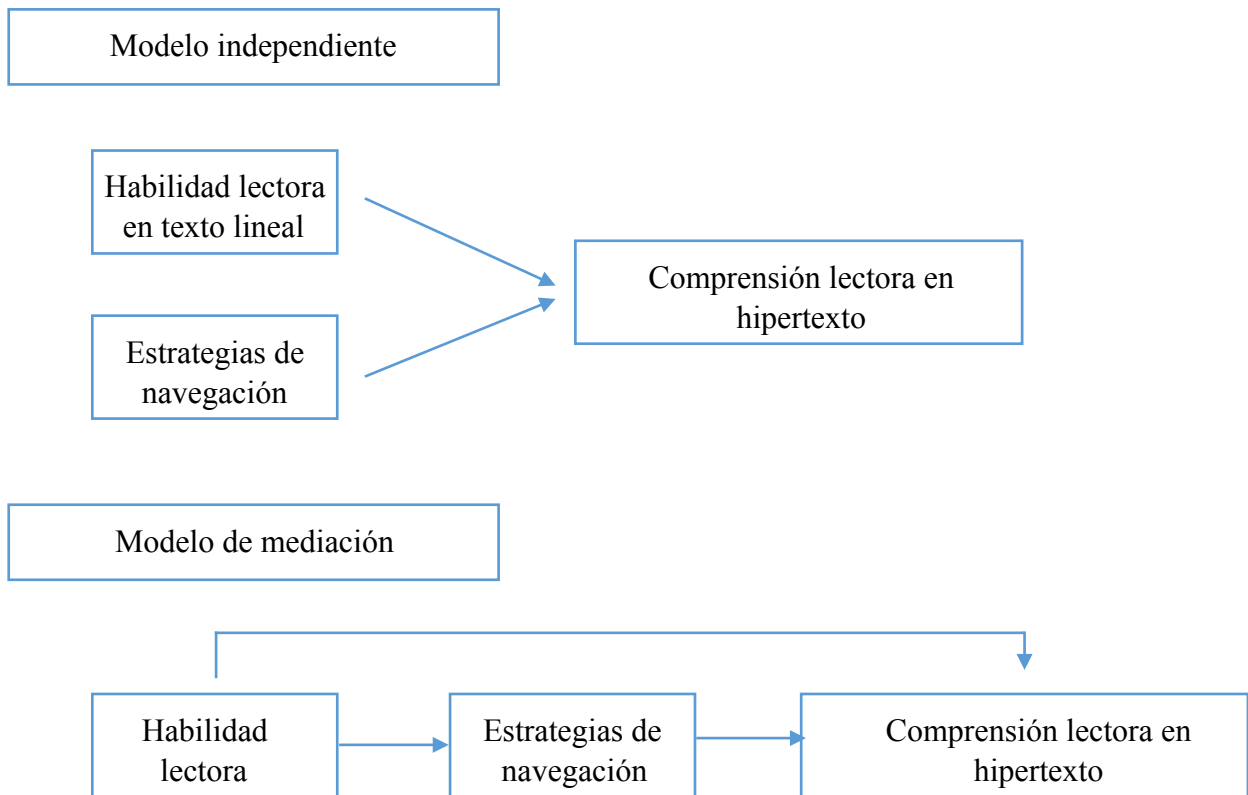 Modelo independiente
Habilidad lectora
en texto lineal
Comprensión lectora en
hipertexto
Estrategias de
navegación
Modelo de mediación
Habilidad
lectora
Estrategias de
navegación
Comprensión lectora en
hipertexto